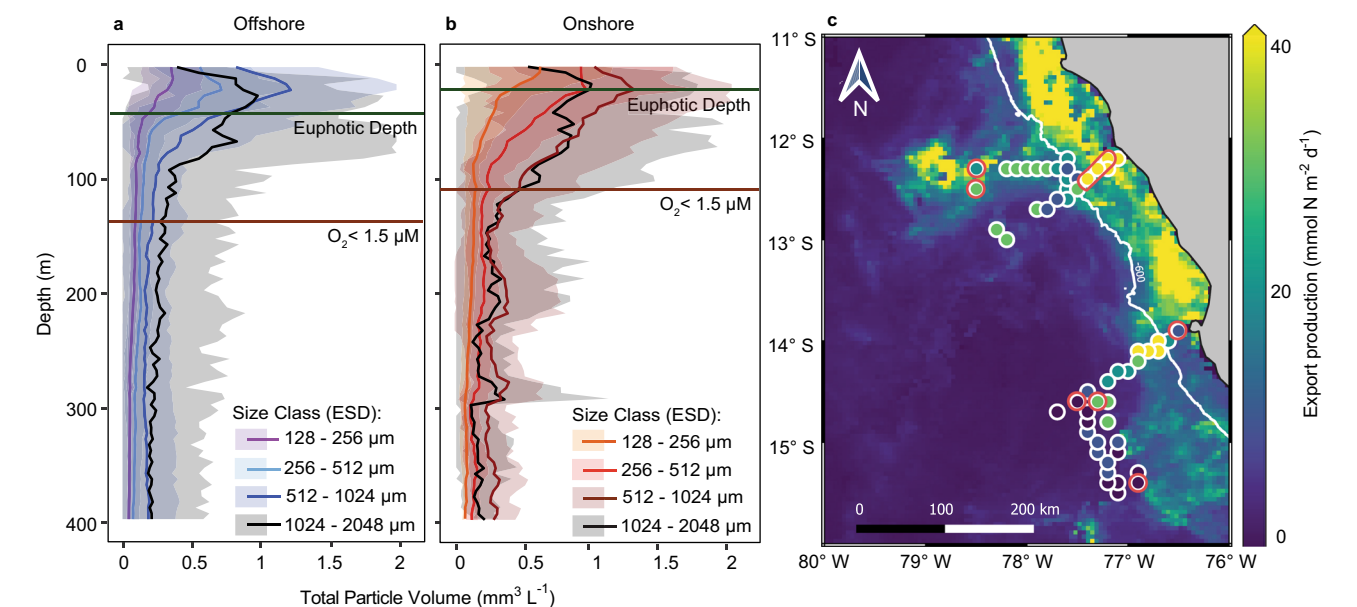 a Offshore
b Onshore
c
0
100
200
300
400
Depth (m)
Euphotic Depth
O2< 1.5 µM
Size Class (ESD):
128 - 256 µm
256 - 512 µm
512 - 1024 µm
1024 - 2048 µm
0 0.5 1 1.5 2
Euphotic Depth
O2< 1.5 µM
Size Class (ESD):
128 - 256 µm
256 - 512 µm
512 - 1024 µm
1024 - 2048 µm
0 0.5 1 1.5 2
Total Particle Volume (mm3 L-1)
11° S
12° S
13° S
14° S
15° S
N
-600
0 100 200 km
80° W 79° W 78° W 77° W 76° W
40
20
0
Export production (mmol N m-2 d-1)